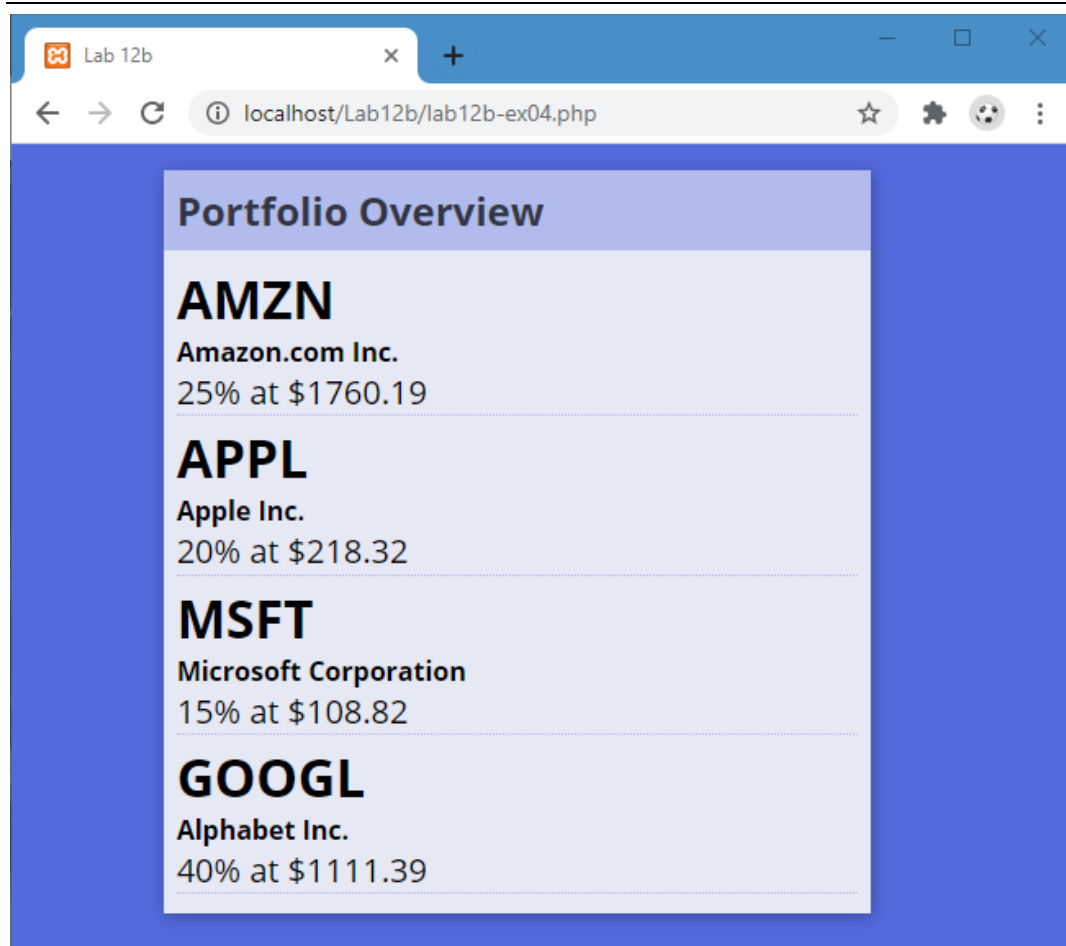 Lab 12b
localhost/Lab12b/lab12b-ex04.php
Portfolio Overview
AMZN
Amazon.com Inc.
25% at $1760.19
APPL
Apple Inc.
20% at $218.32
MSFT
Microsoft Corporation
15% at $108.82
GOOGL
Alphabet Inc.
40% at $1111.39